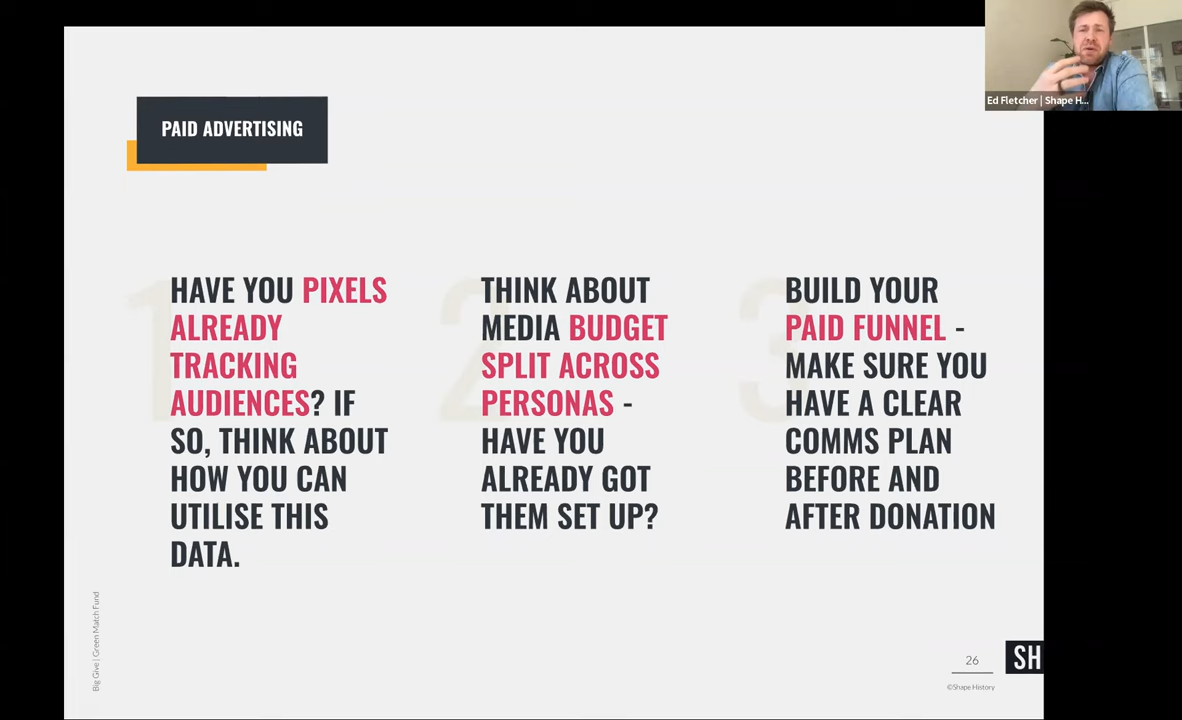 Ed Fletcher | Shape H...
PAID ADVERTISING
1
HAVE YOU PIXELS
ALREADY
TRACKING
AUDIENCES? IF
SO, THINK ABOUT
HOW YOU CAN
UTILISE THIS
DATA.
2
THINK ABOUT
MEDIA BUDGET
SPLIT ACROSS
PERSONAS -
HAVE YOU
ALREADY GOT
THEM SET UP?
3
BUILD YOUR
PAID FUNNEL -
MAKE SURE YOU
HAVE A CLEAR
COMMS PLAN
BEFORE AND
AFTER DONATION
Big Give | Green Match Fund
26
SH
©Shape History